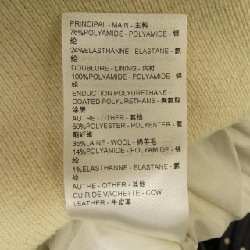 PRINCIPAL - MAIN - 主料
76%POLYAMIDE - POLYAMIDE - 锦纶
24%ELASTHANNE - ELASTANE - 氨纶
DOUBLURE - LINING - 内衬
100%POLYAMIDE - POLYAMIDE - 锦纶
ENDUCTION POLYURETHANE -
COATED POLYURETHANE - 聚氨酯
涂层
AUTRE - OTHER - 其他
50%POLYESTER - POLYESTER - 聚
酯纤维
35%LAINE - WOOL - 绵羊毛
14%POLYAMIDE - POLYAMIDE - 锦纶
1%ELASTHANNE - ELASTANE - 氨纶
AUTRE - OTHER - 其他
CUIR DE VACHETTE - COW
LEATHER - 牛皮革